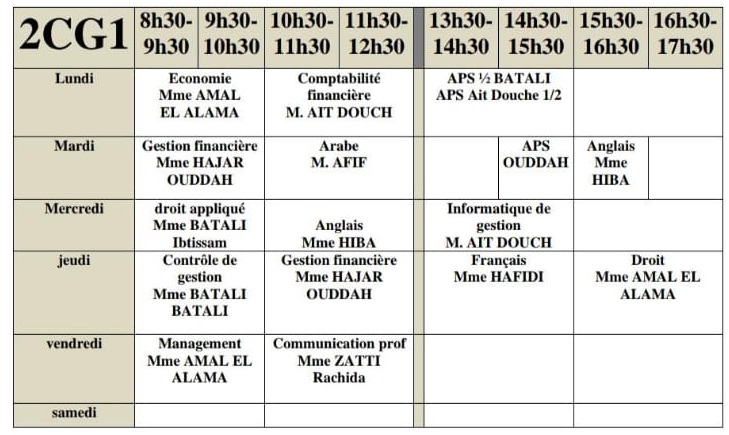 2CG1 8h30-9h30 9h30-10h30 10h30-11h30 11h30-12h30 13h30-14h30 14h30-15h30 15h30-16h30 16h30-17h30
Lundi
Economie
Mme AMAL
EL ALAMA
Comptabilité
financière
M. AIT DOUCH
APS ½ BATALI
APS Ait Douche 1/2
Mardi
Gestion financière
Mme HAJAR
OUDDAH
Arabe
M. AFIF
APS
OUDDAH
Anglais
Mme
HIBA
Mercredi
droit appliqué
Mme BATALI
Ibtissam
Anglais
Mme HIBA
Informatique de
gestion
M. AIT DOUCH
jeudi
Contrôle de
gestion
Mme BATALI
BATALI
Gestion financière
Mme HAJAR
OUDDAH
Français
Mme HAFIDI
Droit
Mme AMAL EL
ALAMA
vendredi
Management
Mme AMAL EL
ALAMA
Communication prof
Mme ZATTI
Rachida
samedi